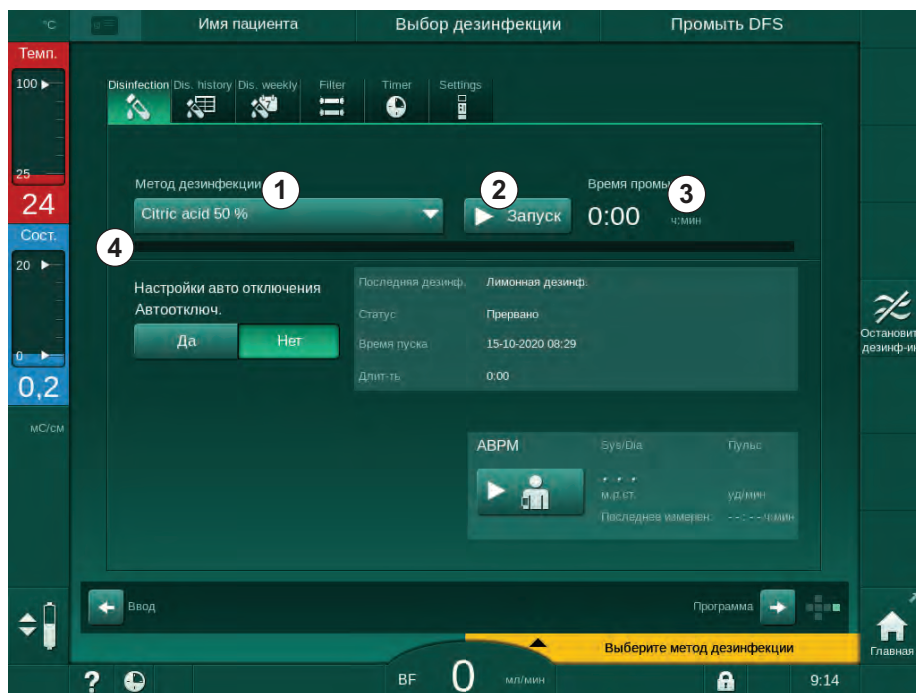 °C Имя пациента Выбор дезинфекции Промыть DFS
Темп.
100
25
24
Сост.
20
0
0,2
мС/см
Disinfection Dis. history Dis. weekly Filter Timer Settings
7
Метод дезинфекции 1 2 Время 3
Citric acid 50 % Запуск 0:00 ч:мин
4
Настройки авто отключения
Автоотключ.
Да Нет
Последняя дезинф. Лимонная дезинф.
Статус Прервано
Время пуска 15-10-2020 08:29
Длит-ть 0:00
АВРМ Sys/Dia Пульс
м.р.ст. уд/мин
Последнее измерен. --:-- ч:мин
Остановит
дезинф-ин
Ввод Программа
Выберите метод дезинфекции
Главная
? BF 0 мл/мин 9:14